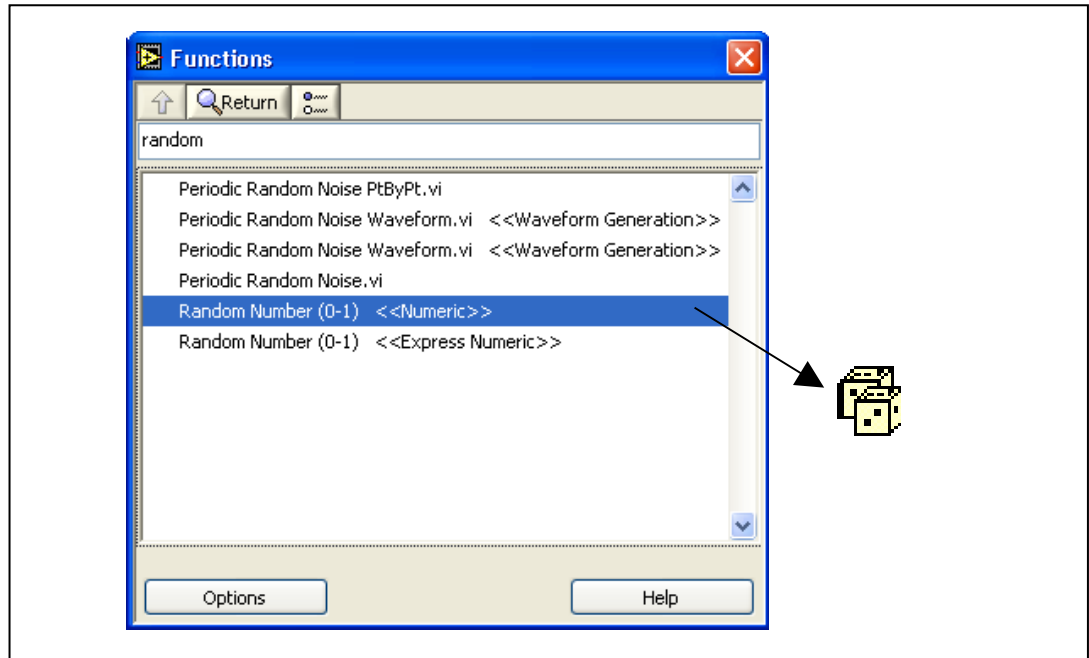 Functions
Return
random
Periodic Random Noise PtByPt.vi
Periodic Random Noise Waveform.vi <<Waveform Generation>>
Periodic Random Noise Waveform.vi <<Waveform Generation>>
Periodic Random Noise.vi
Random Number (0-1) <<Numeric>>
Random Number (0-1) <<Express Numeric>>
Options Help